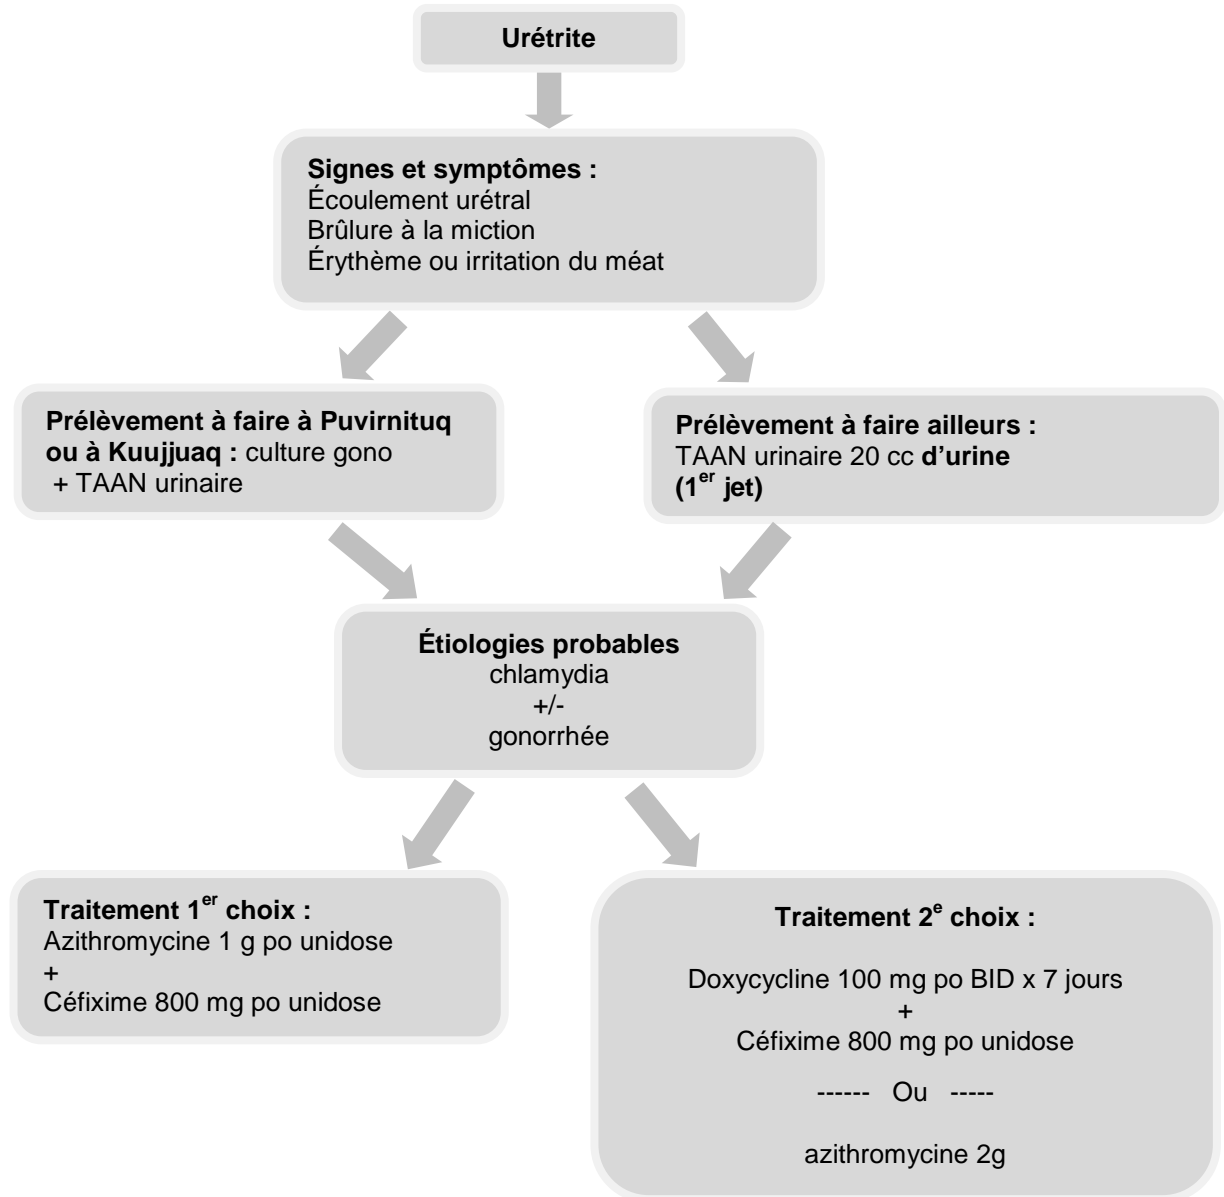 Urétrite
Signes et symptômes :
Écoulement urétral
Brûlure à la miction
Érythème ou irritation du méat
Prélèvement à faire à Puvirnituq
ou à Kuujjuaq : culture gono
+ TAAN urinaire
Prélèvement à faire ailleurs :
TAAN urinaire 20 cc d’urine
(1er jet)
Étiologies probables
chlamydia
+/-
gonorrhée
Traitement 1er choix :
Azithromycine 1 g po unidose
+
Céfixime 800 mg po unidose
Traitement 2e choix :
Doxycycline 100 mg po BID x 7 jours
+
Céfixime 800 mg po unidose
------ Ou -----
azithromycine 2g